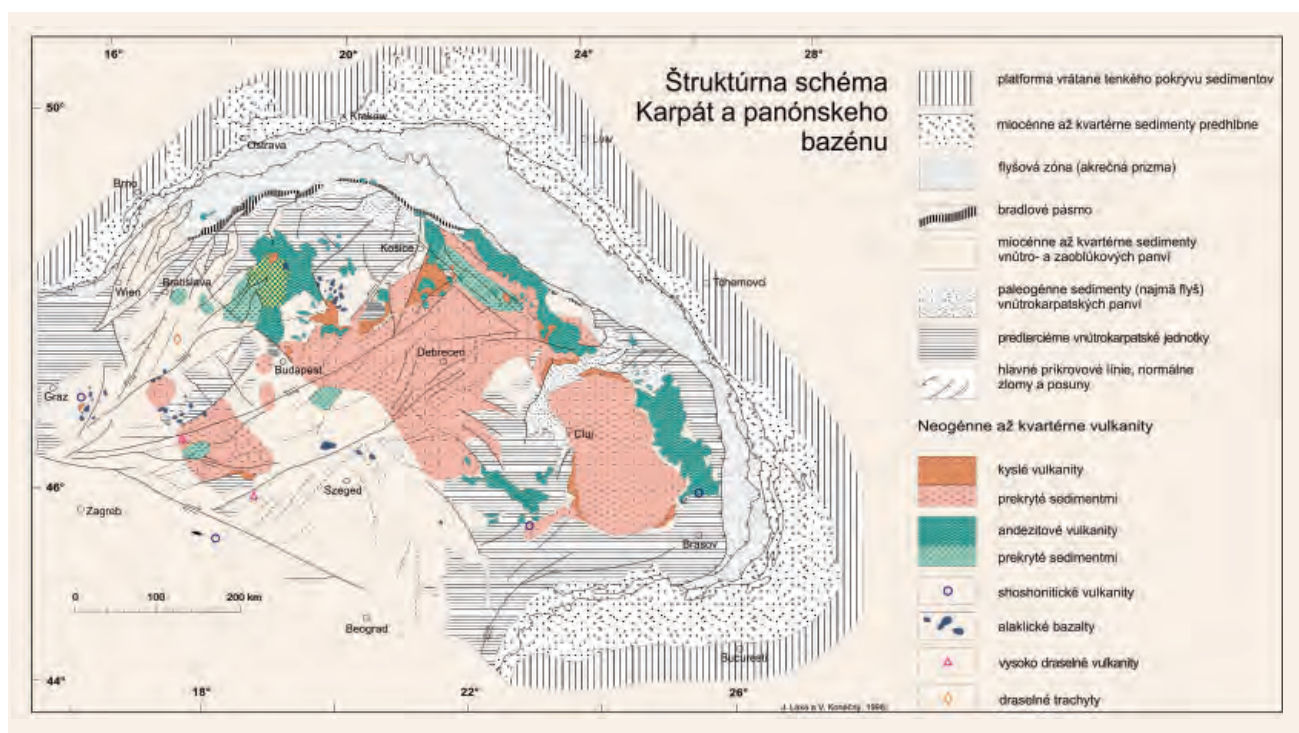 16°
20°
24°
28°
Štruktúrna schéma
Karpát a panónskeho
bazénu
50°
Krakow
Ostrava
Lviv
Brno
Košice
Wien
Bratislava
Budapest
Debrecen
Graz
Cluj
46°
Szeged
Zagreb
Brasov
0 100 200 km
Beograd
Bucuresti
44°
18°
22°
26°
platforma vrátane tenkého pokryvu sedimentov
miocénne až kvartérne sedimenty predhlbne
flyšová zóna (akrečná prizma)
bradlové pásmo
miocénne až kvartérne sedimenty
vnútro- a zaoblúkových panví
paleogénne sedimenty (najmä flyš)
vnútrokarpatských panví
predterciérne vnútrokarpatské jednotky
hlavné príkrovové línie, normálne
zlomy a posuny
Neogénne až kvartérne vulkanity
kyslé vulkanity
prekryté sedimentmi
andezitové vulkanity
prekryté sedimentmi
shoshonitické vulkanity
alaklické bazalty
vysoko draselné vulkanity
draselné trachyty